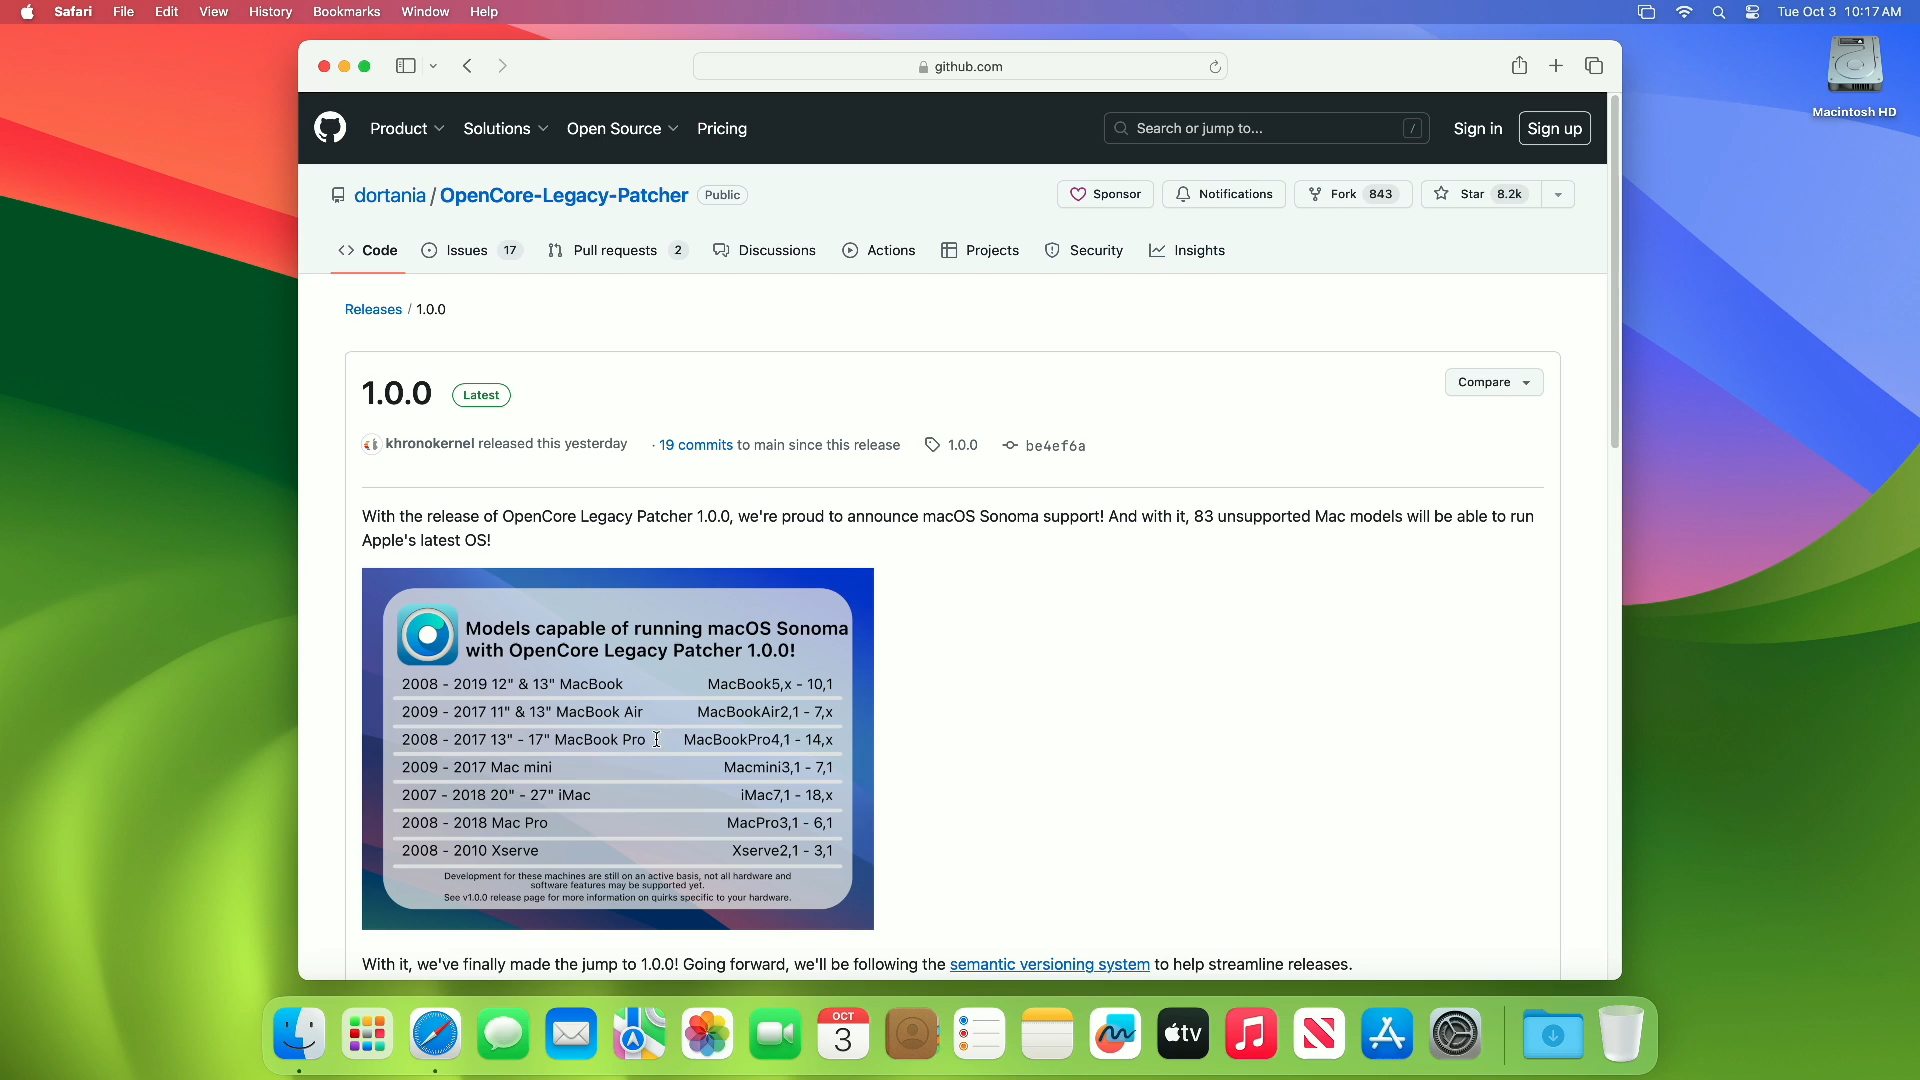 Safari File Edit View History Bookmarks Window Help Tue Oct 3 10:17 AM
Macintosh HD
github.com
Product Solutions Open Source Pricing Search or jump to... / Sign in Sign up
dortania / OpenCore-Legacy-Patcher Public Sponsor Notifications Fork 843 Star 8.2k
Code Issues 17 Pull requests 2 Discussions Actions Projects Security Insights
Releases / 1.0.0
1.0.0 Latest Compare
khronokernel released this yesterday · 19 commits to main since this release 1.0.0 be4ef6a
With the release of OpenCore Legacy Patcher 1.0.0, we're proud to announce macOS Sonoma support! And with it, 83 unsupported Mac models will be able to run
Apple's latest OS!
Models capable of running macOS Sonoma
with OpenCore Legacy Patcher 1.0.0!
2008 - 2019 12" & 13" MacBook MacBook5,x - 10,1
2009 - 2017 11" & 13" MacBook Air MacBookAir2,1 - 7,x
2008 - 2017 13" - 17" MacBook Pro MacBookPro4,1 - 14,x
2009 - 2017 Mac mini Macmini3,1 - 7,1
2007 - 2018 20" - 27" iMac iMac7,1 - 18,x
2008 - 2018 Mac Pro MacPro3,1 - 6,1
2008 - 2010 Xserve Xserve2,1 - 3,1
Development for these machines are still on an active basis, not all hardware and
software features may be supported yet.
See v1.0.0 release page for more information on quirks specific to your hardware.
With it, we've finally made the jump to 1.0.0! Going forward, we'll be following the semantic versioning system to help streamline releases.
OCT
3
tv